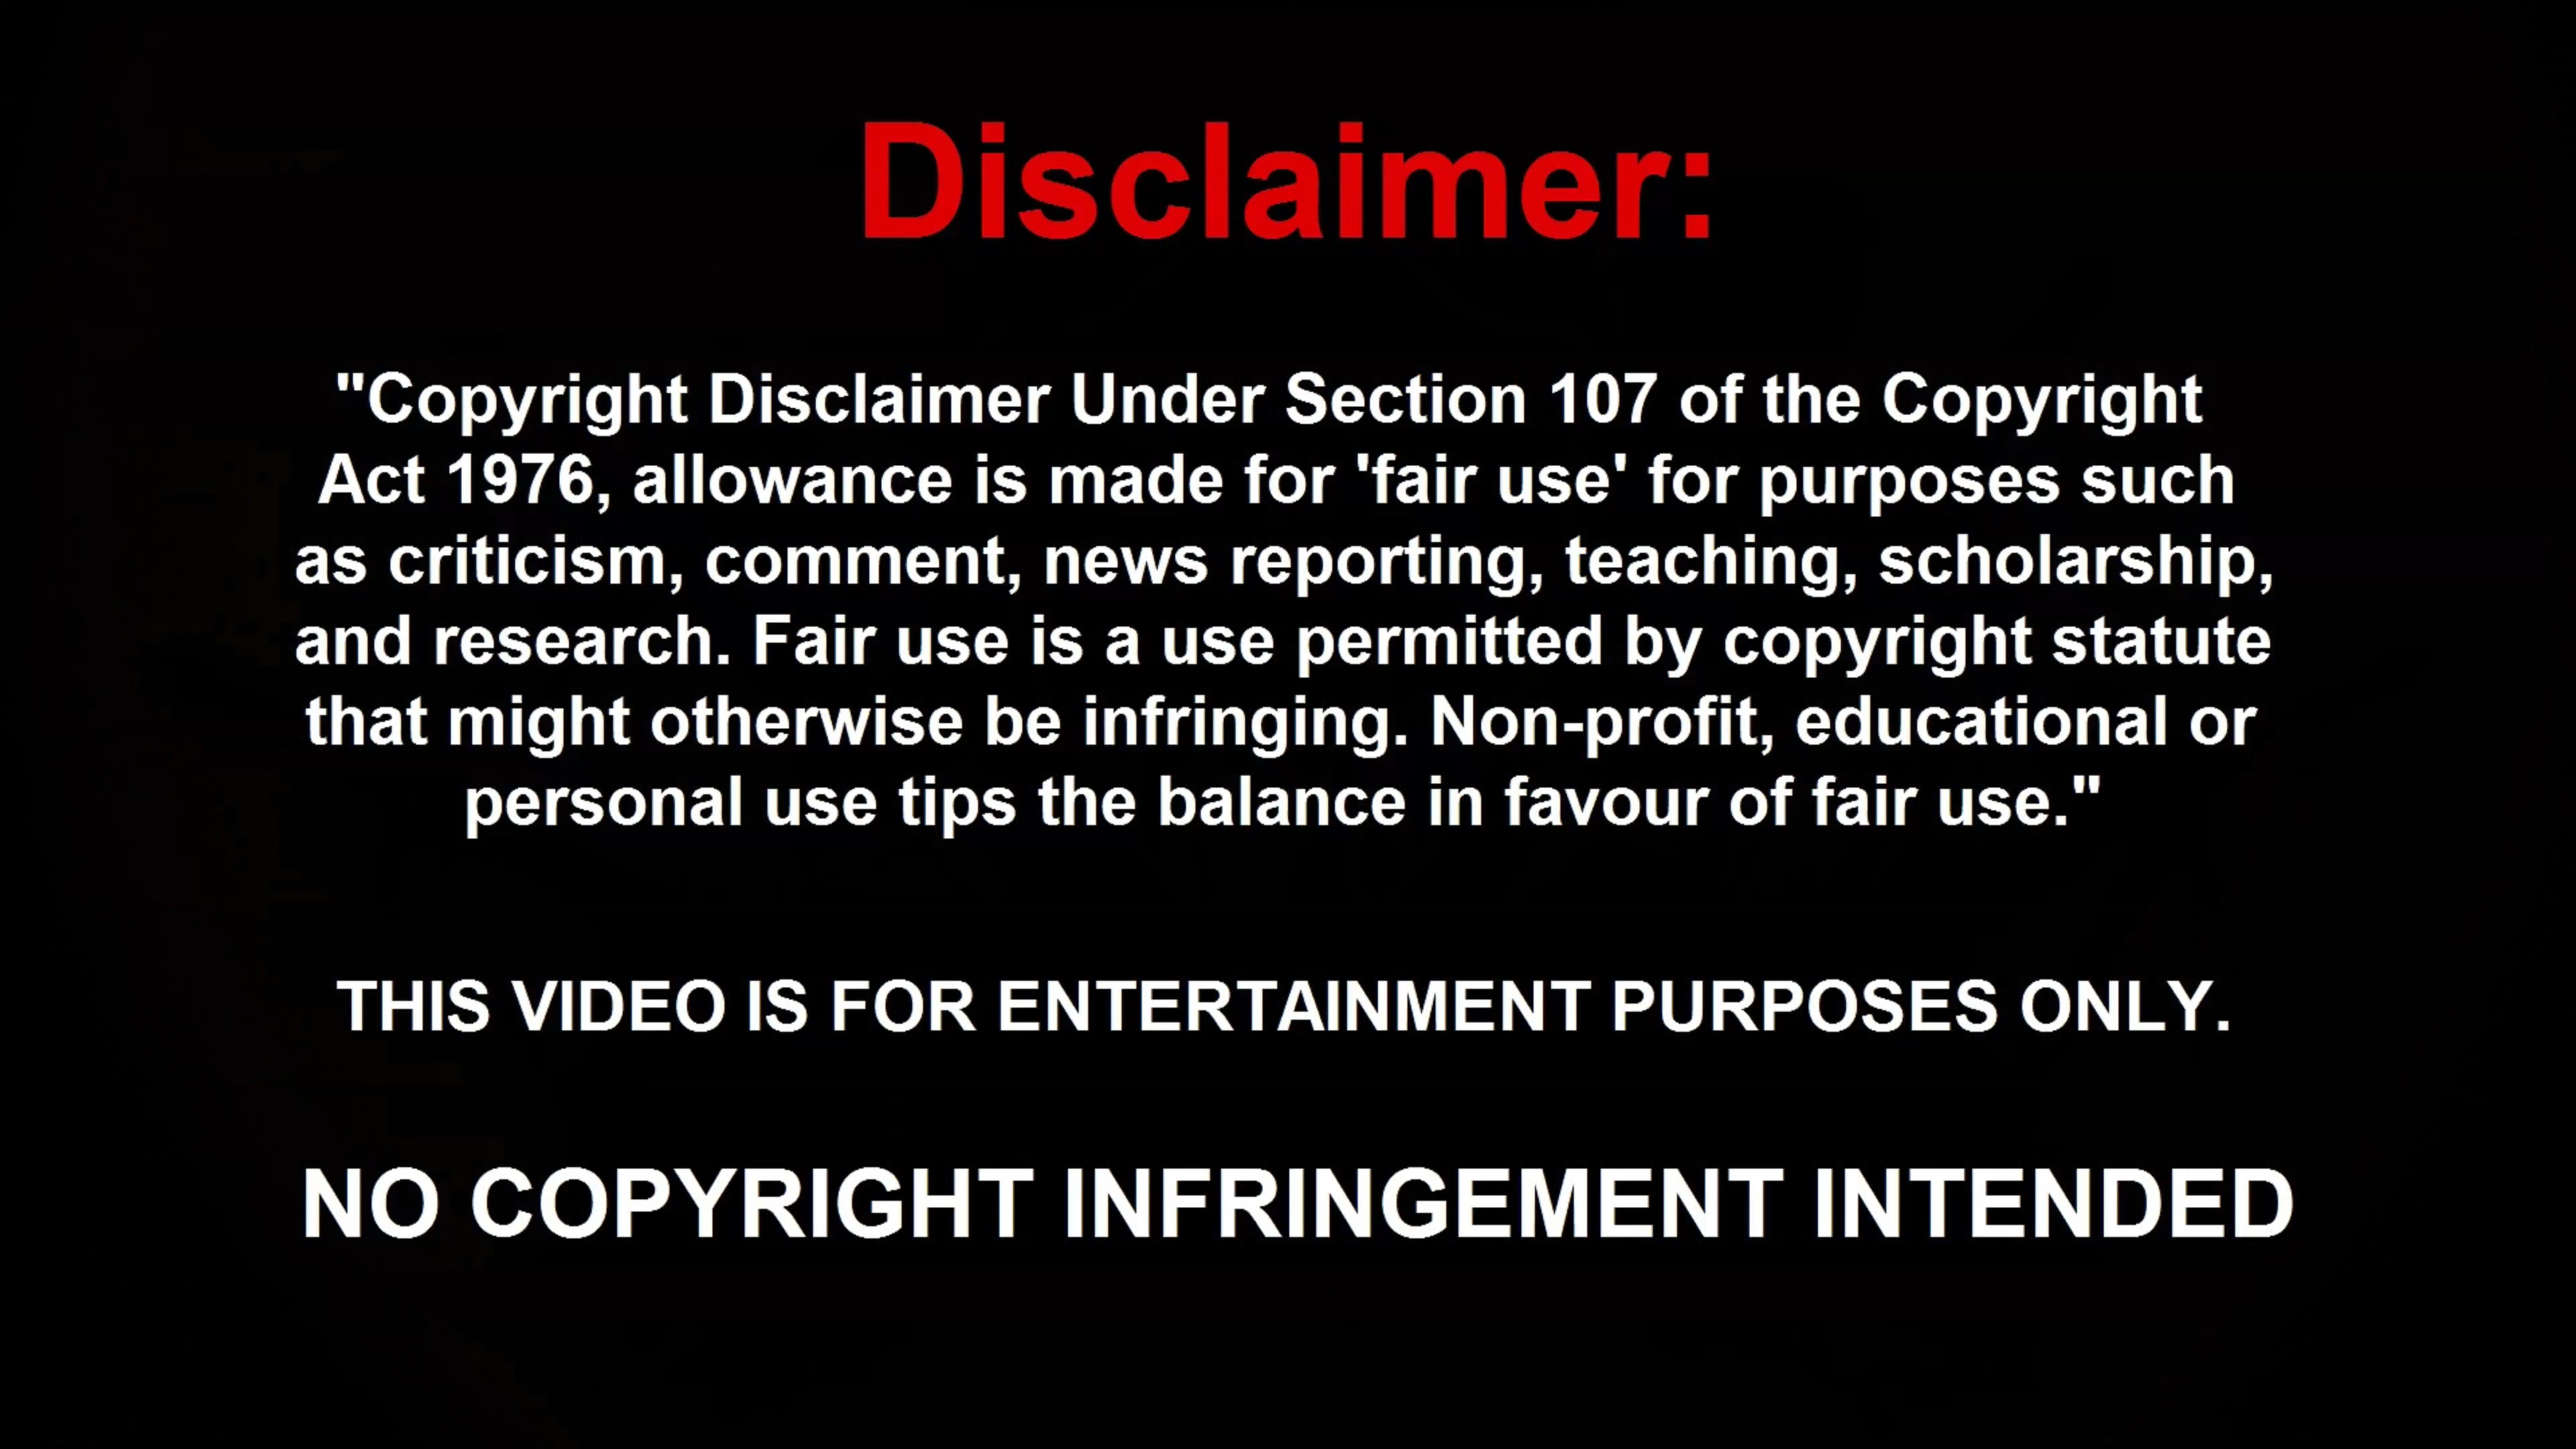 Disclaimer:
"Copyright Disclaimer Under Section 107 of the Copyright
Act 1976, allowance is made for 'fair use' for purposes such
as criticism, comment, news reporting, teaching, scholarship,
and research. Fair use is a use permitted by copyright statute
that might otherwise be infringing. Non-profit, educational or
personal use tips the balance in favour of fair use."
THIS VIDEO IS FOR ENTERTAINMENT PURPOSES ONLY.
NO COPYRIGHT INFRINGEMENT INTENDED